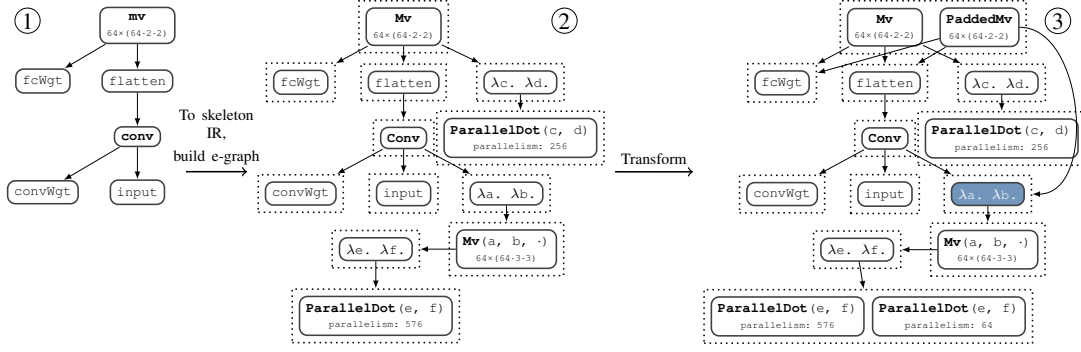 1
mv
64×(64·2·2)
fcWgt
flatten
conv
convWgt
input
To skeleton
IR,
build e-graph
2
Mv
64×(64·2·2)
fcWgt
flatten
λc. λd.
Conv
ParallelDot(c, d)
parallelism: 256
convWgt
input
λa. λb.
λe. λf.
Mv(a, b, ·)
64×(64·3·3)
ParallelDot(e, f)
parallelism: 576
Transform
3
Mv
64×(64·2·2)
PaddedMv
64×(64·2·2)
fcWgt
flatten
λc. λd.
Conv
ParallelDot(c, d)
parallelism: 256
convWgt
input
λa. λb.
λe. λf.
Mv(a, b, ·)
64×(64·3·3)
ParallelDot(e, f)
parallelism: 576
ParallelDot(e, f)
parallelism: 64